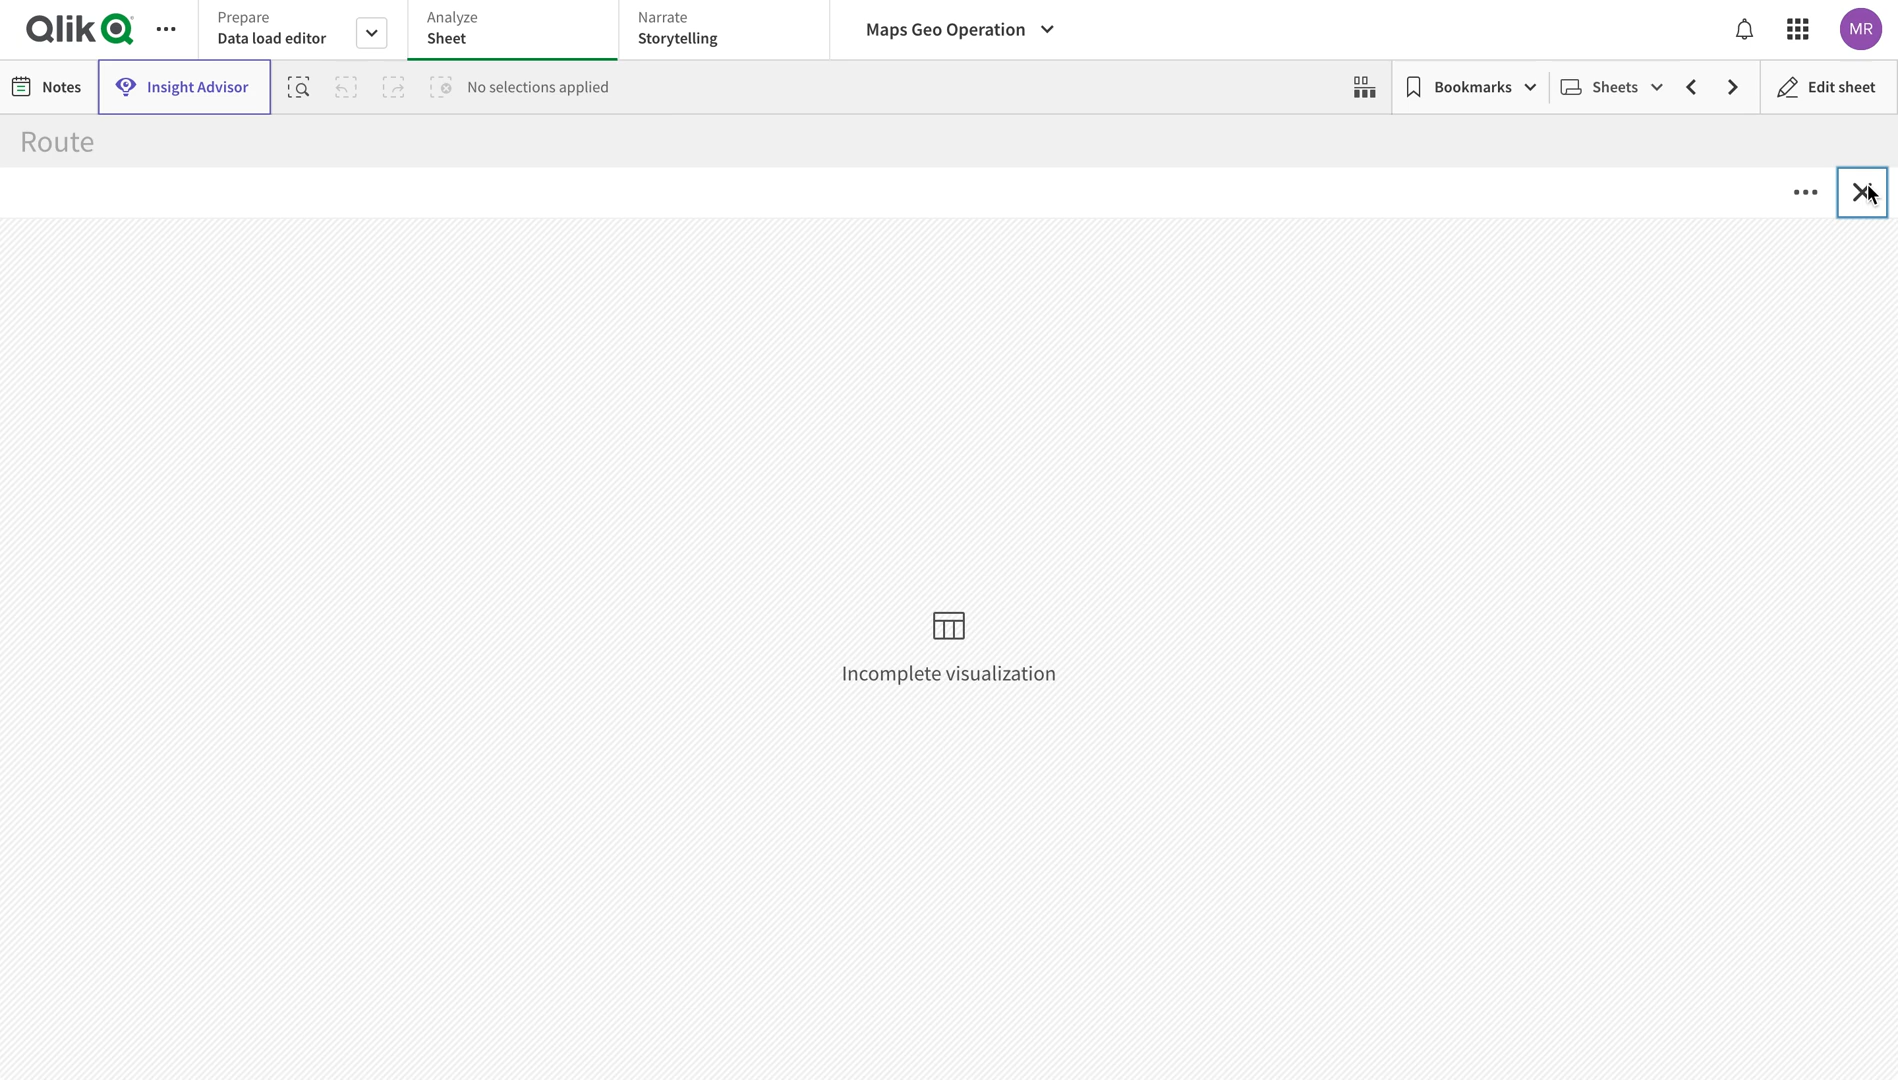 Qlik
Prepare
Data load editor
Analyze
Sheet
Narrate
Storytelling
Maps Geo Operation
MR
Notes
Insight Advisor
No selections applied
Bookmarks
Sheets
Edit sheet
Route
Incomplete visualization